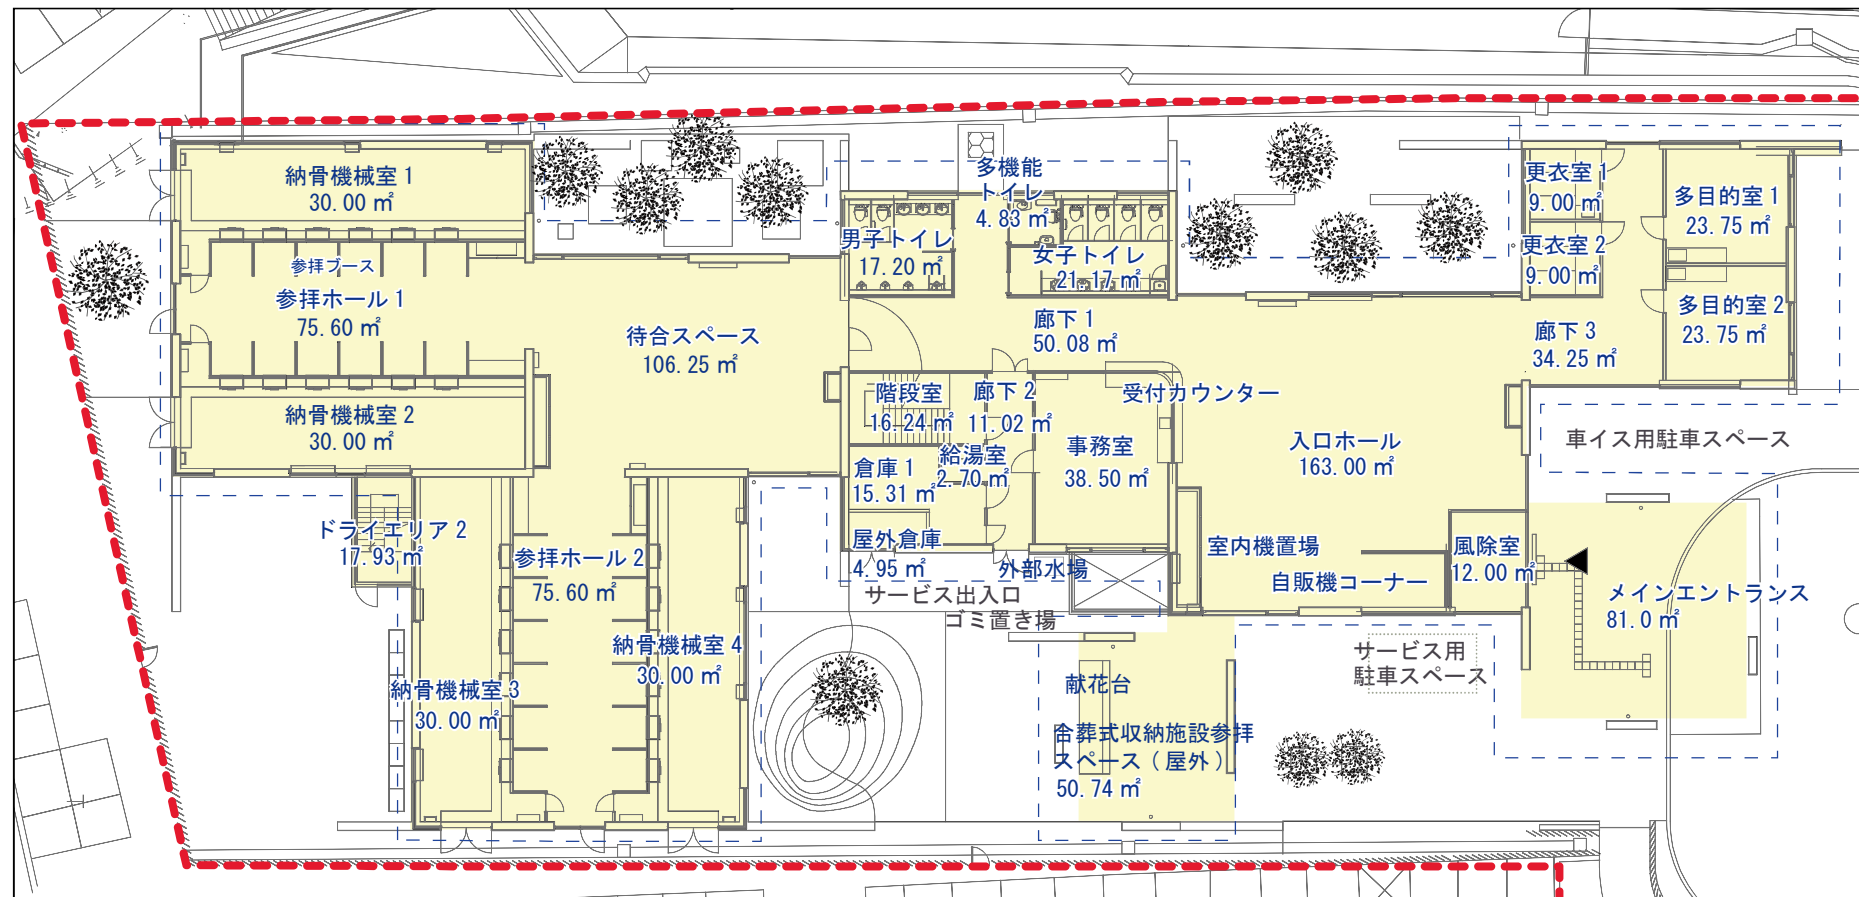 納骨機械室 1
30.00 ㎡
参拝ブース
参拝ホール 1
75.60 ㎡
納骨機械室 2
30.00 ㎡
待合スペース
106.25 ㎡
ドライエリア 2
17.93 ㎡
参拝ホール 2
75.60 ㎡
納骨機械室 3
30.00 ㎡
納骨機械室 4
30.00 ㎡
男子トイレ
17.20 ㎡
多機能
トイレ
4.83 ㎡
女子トイレ
21.17 ㎡
廊下 1
50.08 ㎡
階段室
16.24 ㎡
廊下 2
11.02 ㎡
倉庫 1
15.31 ㎡
給湯室
2.70 ㎡
事務室
38.50 ㎡
受付カウンター
屋外倉庫
4.95 ㎡
外部水場
サービス出入口
ゴミ置き場
入口ホール
163.00 ㎡
室内機置場
自販機コーナー
風除室
12.00 ㎡
更衣室 1
9.00 ㎡
更衣室 2
9.00 ㎡
多目的室 1
23.75 ㎡
多目的室 2
23.75 ㎡
廊下 3
34.25 ㎡
車イス用駐車スペース
メインエントランス
81.0 ㎡
サービス用
駐車スペース
献花台
合葬式収納施設参拝
スペース（屋外）
50.74 ㎡